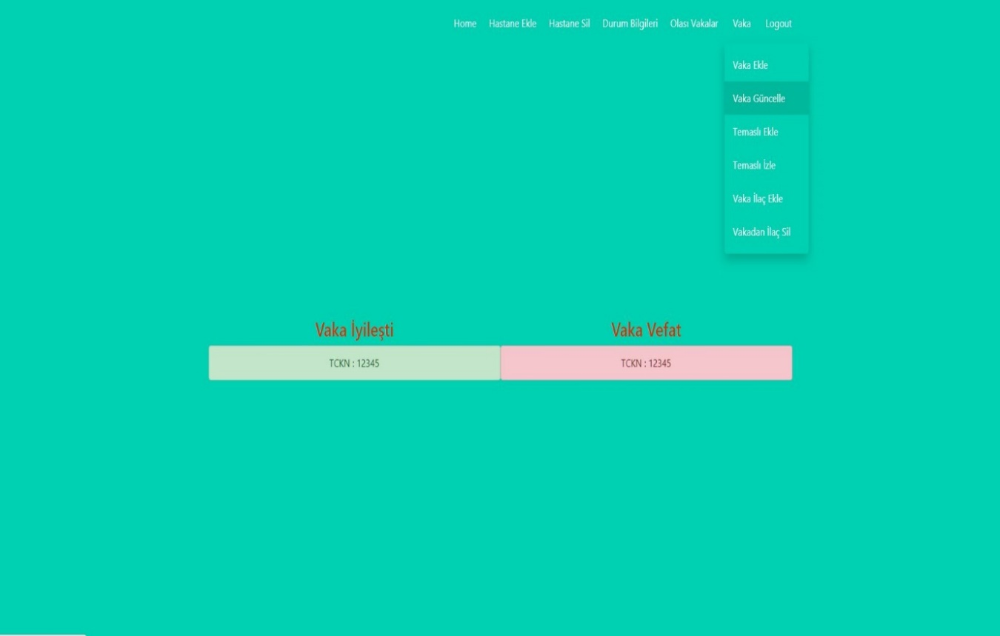 Home Hastane Ekle Hastane Sil Durum Bilgileri Olası Vakalar Vaka Logout
Vaka Ekle
Vaka Güncelle
Temaslı Ekle
Temaslı İzle
Vaka İlaç Ekle
Vakadan İlaç Sil
Vaka İyileşti Vaka Vefat
TCKN : 12345 TCKN : 12345